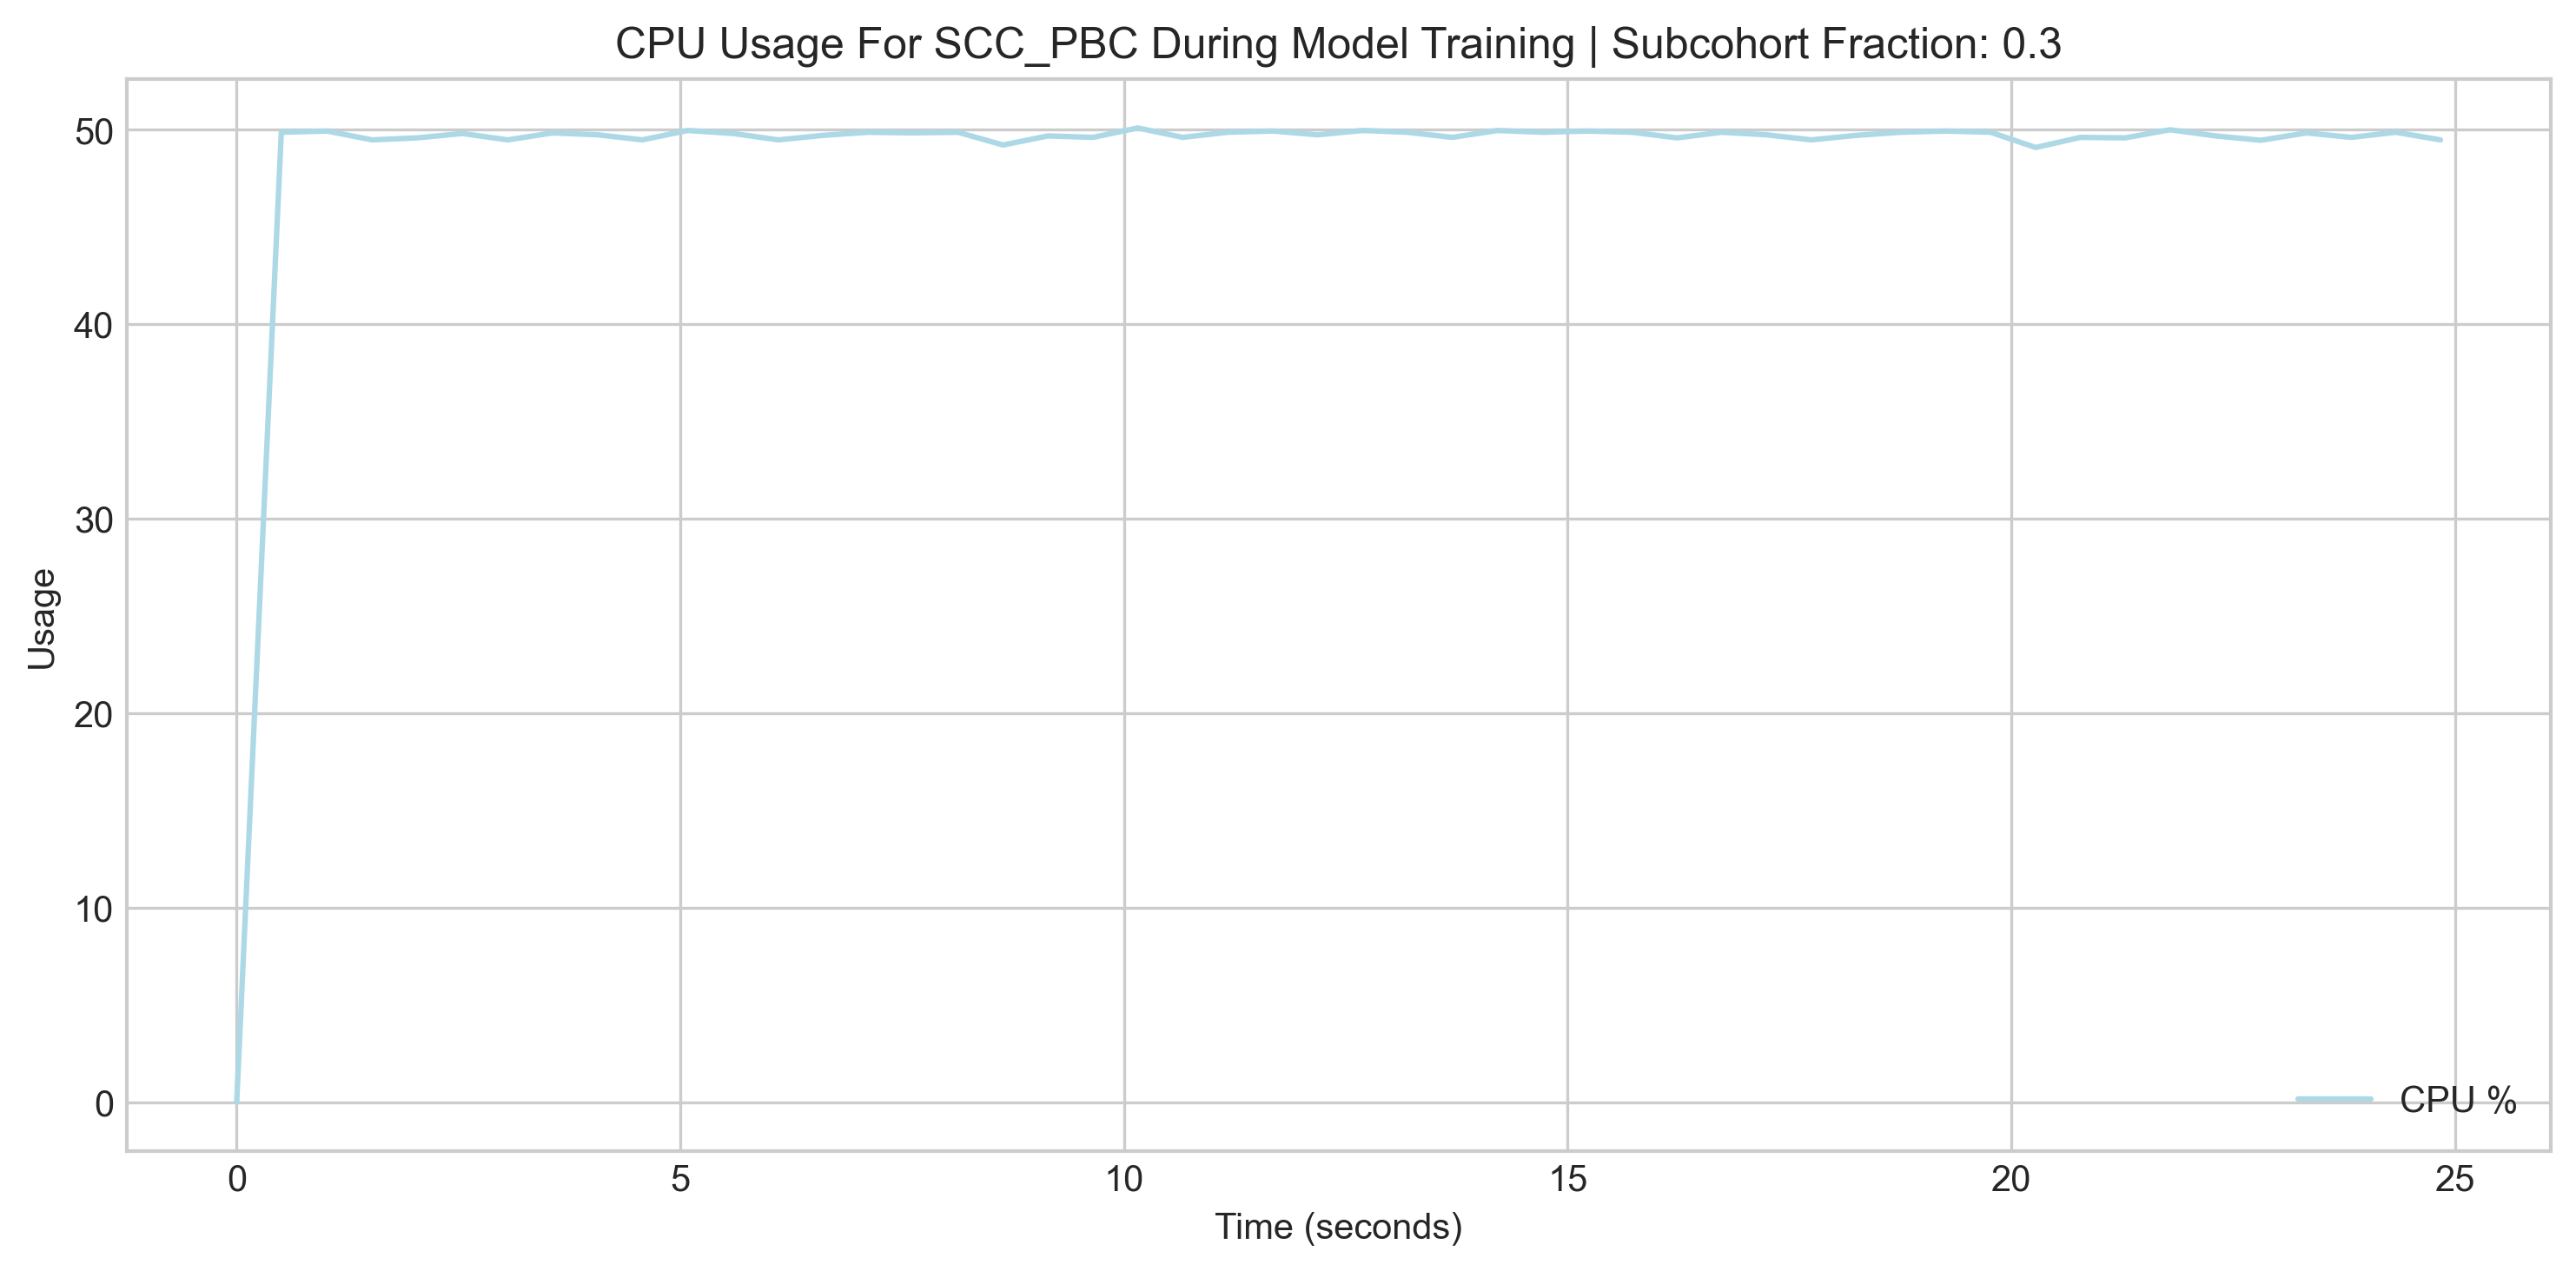 CPU Usage For SCC_PBC During Model Training | Subcohort Fraction: 0.3
50
40
30
20
10
0
Usage
CPU %
0 5 10 15 20 25
Time (seconds)